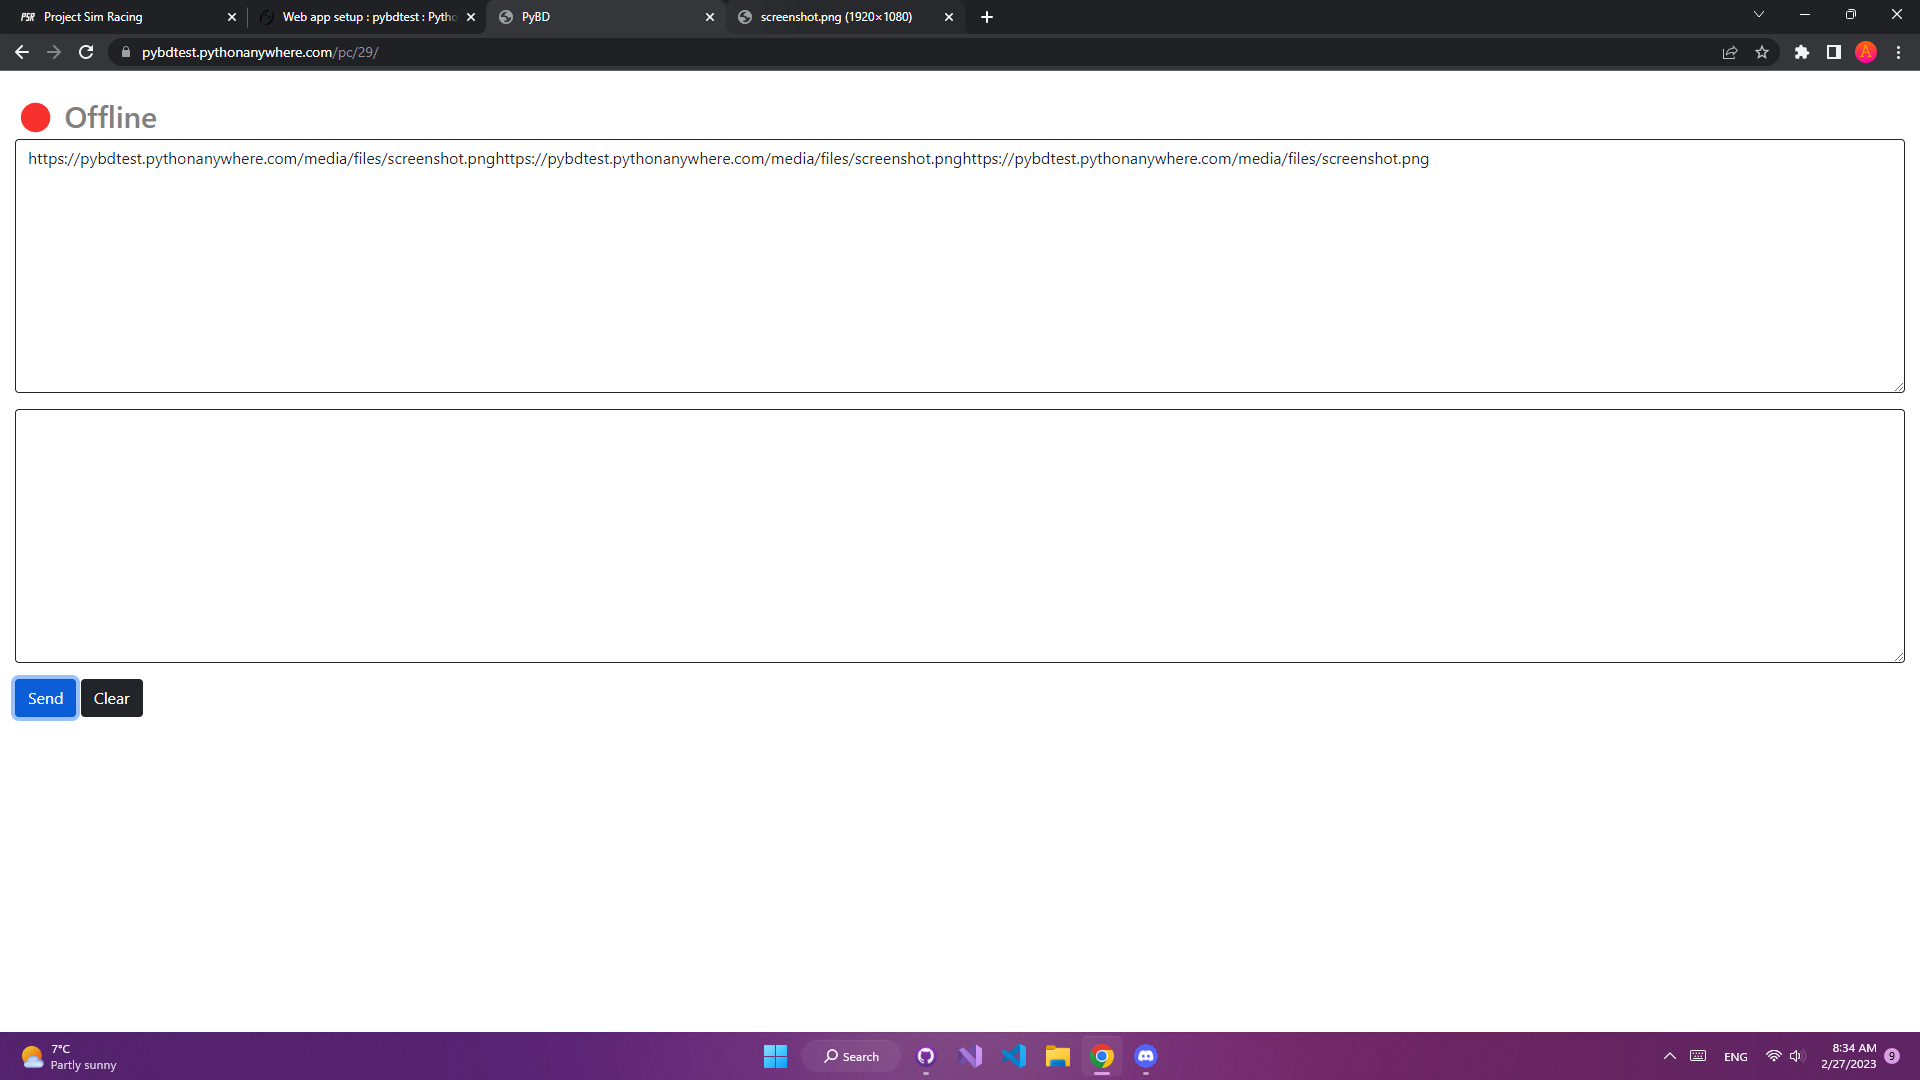 PSR Project Sim Racing
Web app setup : pybdtest : Pytho
PyBD
screenshot.png (1920×1080)
pybdtest.pythonanywhere.com/pc/29/
A
Offline
https://pybdtest.pythonanywhere.com/media/files/screenshot.pnghttps://pybdtest.pythonanywhere.com/media/files/screenshot.pnghttps://pybdtest.pythonanywhere.com/media/files/screenshot.png
Send
Clear
7°C
Partly sunny
Search
ENG
8:34 AM
2/27/2023
9